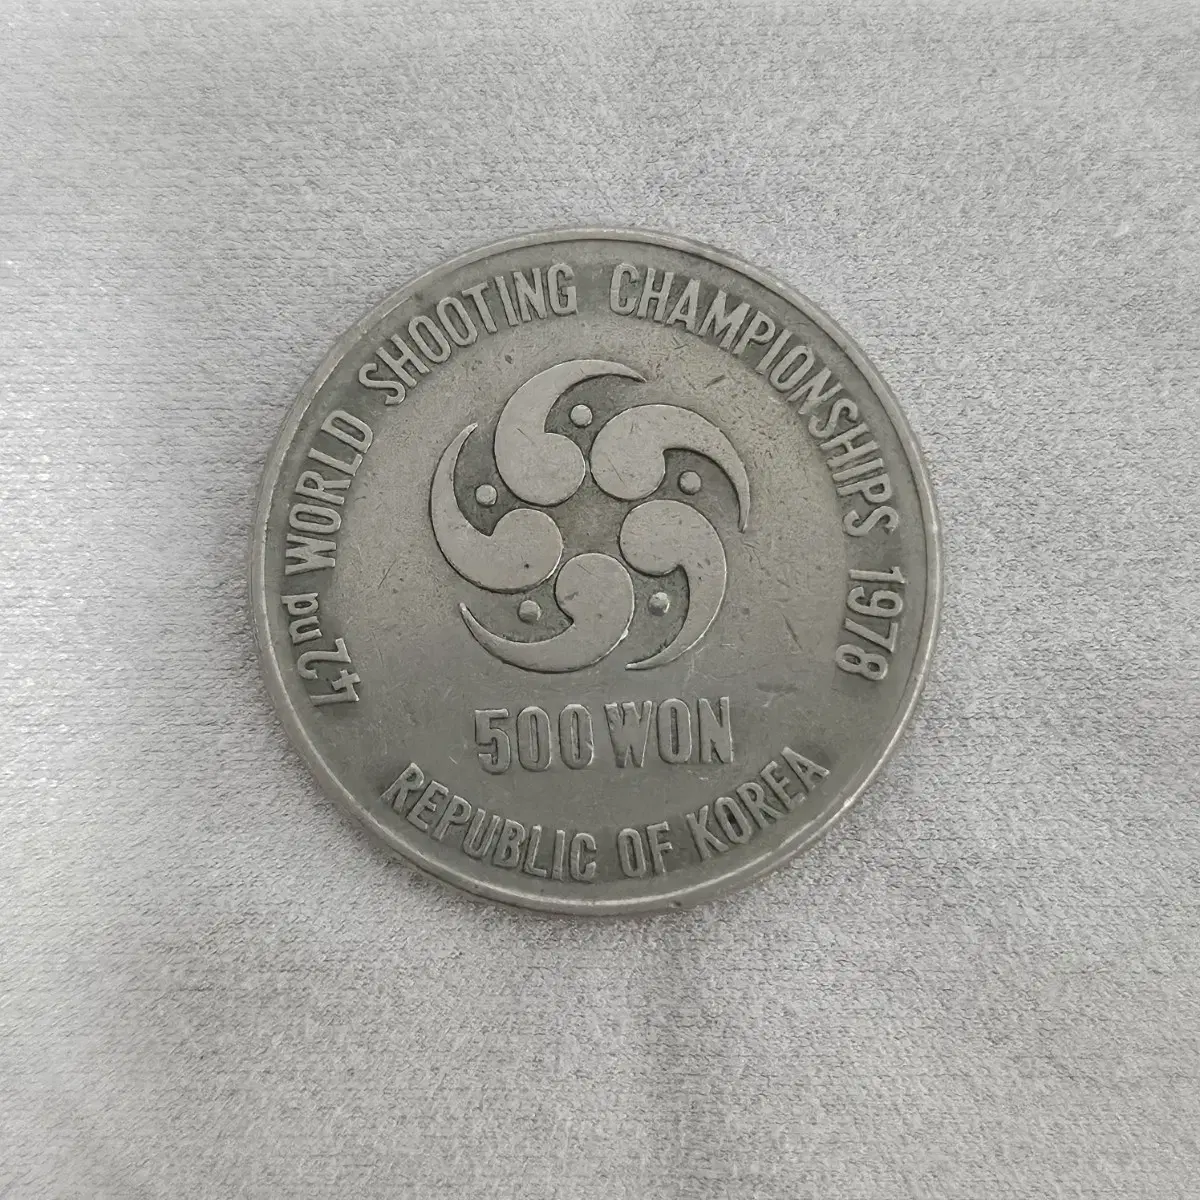 42nd WORLD SHOOTING CHAMPIONSHIPS 1978
500 WON
REPUBLIC OF KOREA